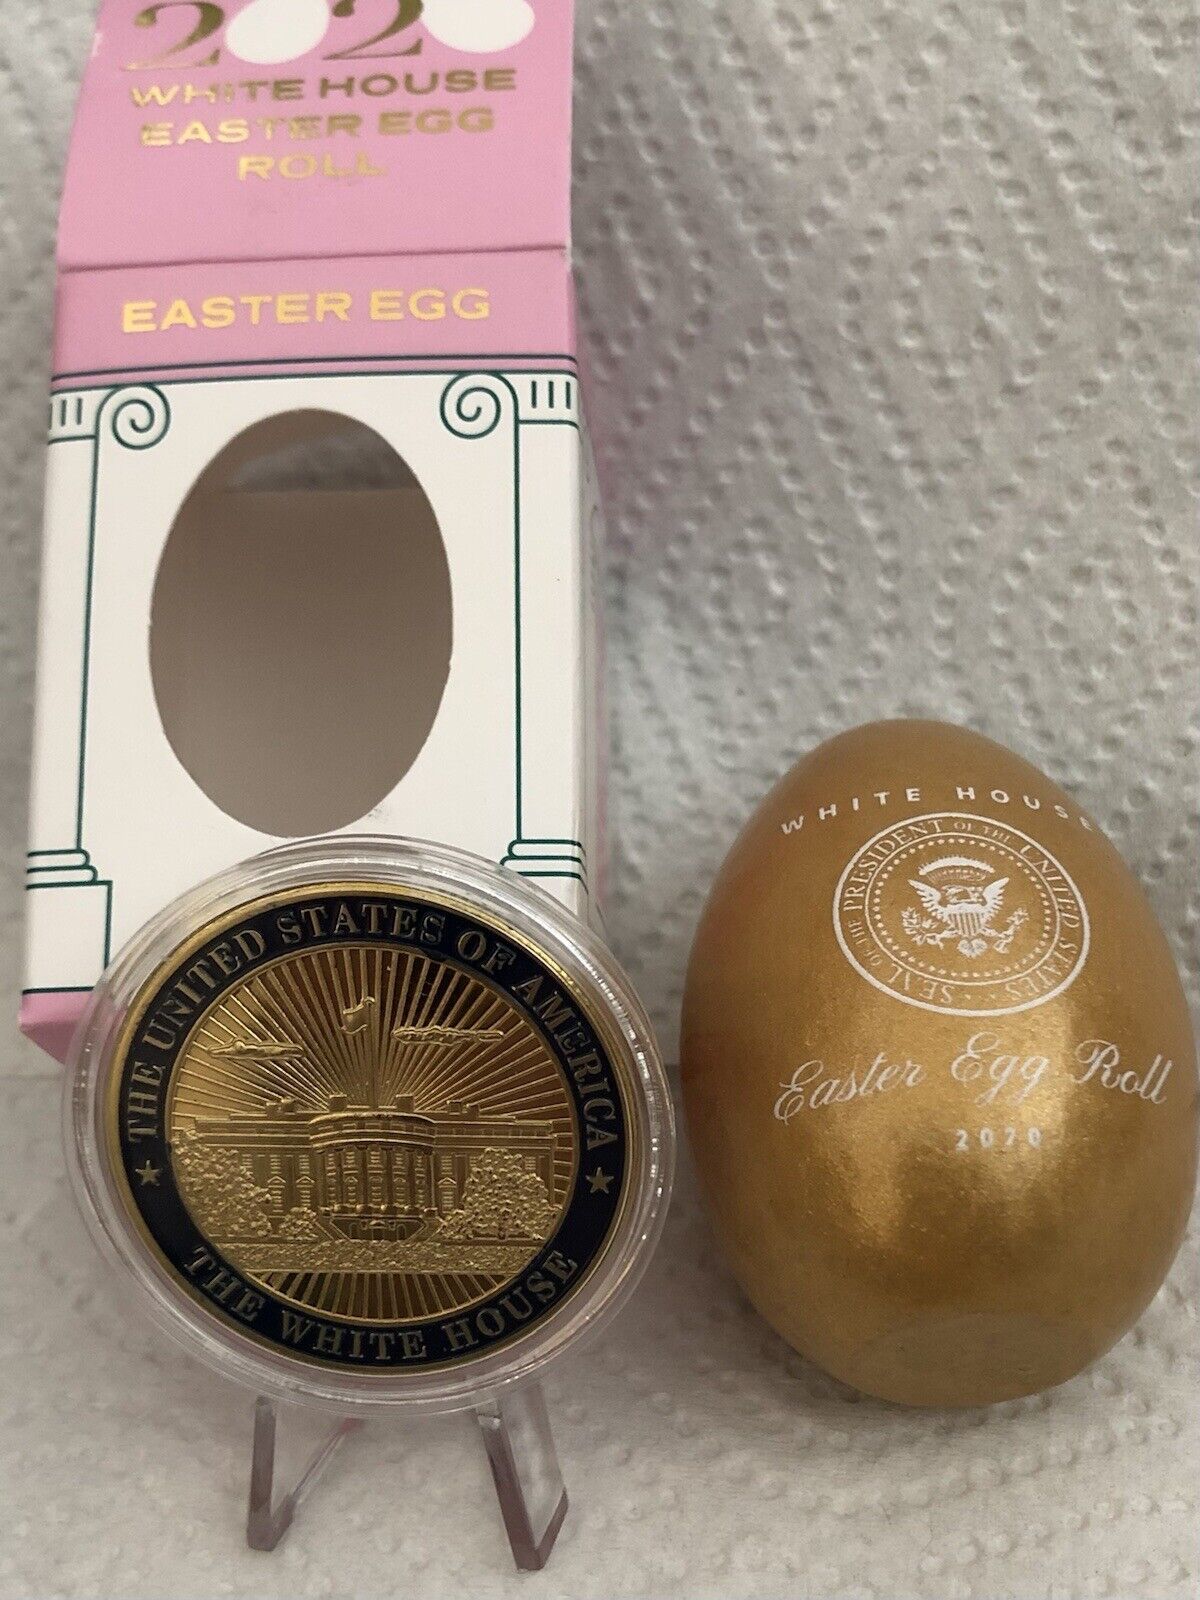 2020
WHITE HOUSE
EASTER EGG
ROLL
EASTER EGG
THE UNITED STATES OF AMERICA
THE WHITE HOUSE
WHITE HOUSE
SEAL OF THE PRESIDENT OF THE UNITED STATES
Easter Egg Roll
2020